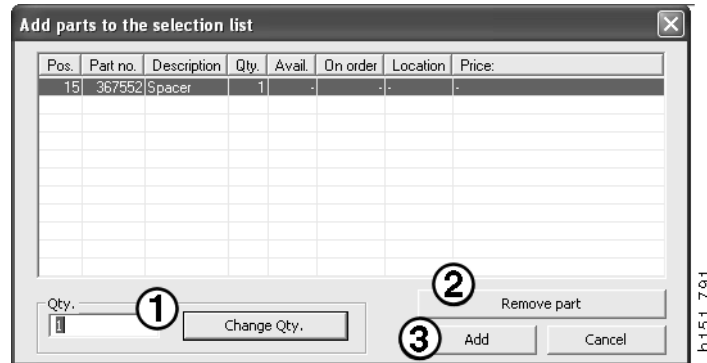 Add parts to the selection list
Pos. Part no. Description Qty. Avail. On order Location Price:
15 367552 Spacer 1 - - - -
Qty.
1
1 Change Qty.
2 Remove part
3 Add Cancel
b151 791